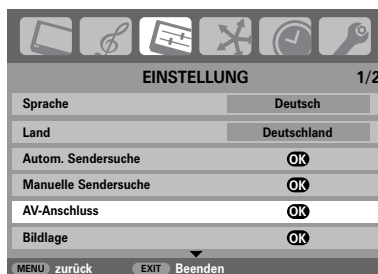 EINSTELLUNG 1/2
Sprache Deutsch
Land Deutschland
Autom. Sendersuche OK
Manuelle Sendersuche OK
AV-Anschluss OK
Bildlage OK
MENU zurück EXIT Beenden